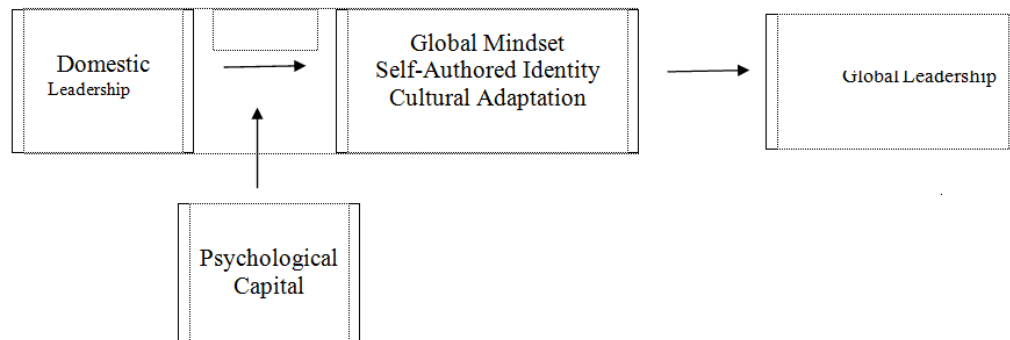 Domestic
Leadership
Global Mindset
Self-Authored Identity
Cultural Adaptation
Global Leadership
Psychological
Capital